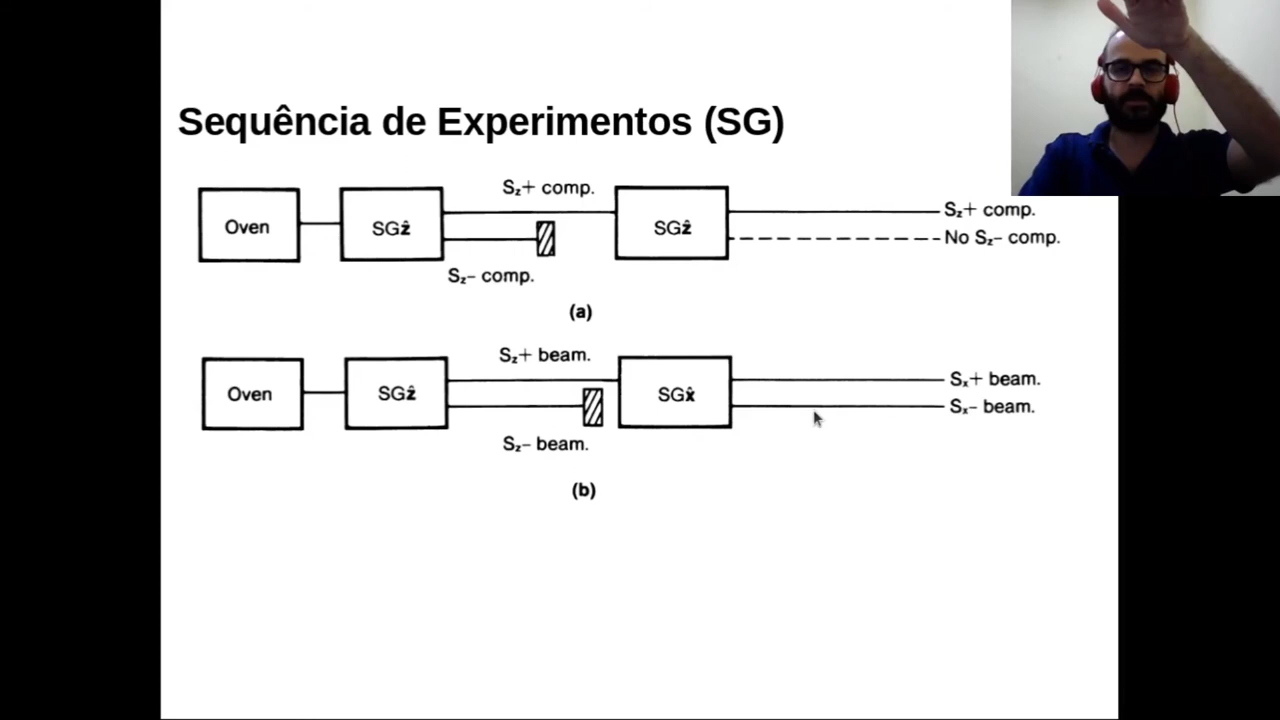 Sequência de Experimentos (SG)
S𝓏+ comp.
Oven
SGẑ
SGẑ
S𝓏+ comp.
No S𝓏− comp.
S𝓏− comp.
(a)
S𝓏+ beam.
Oven
SGẑ
SGx̂
Sₓ+ beam.
Sₓ− beam.
S𝓏− beam.
(b)